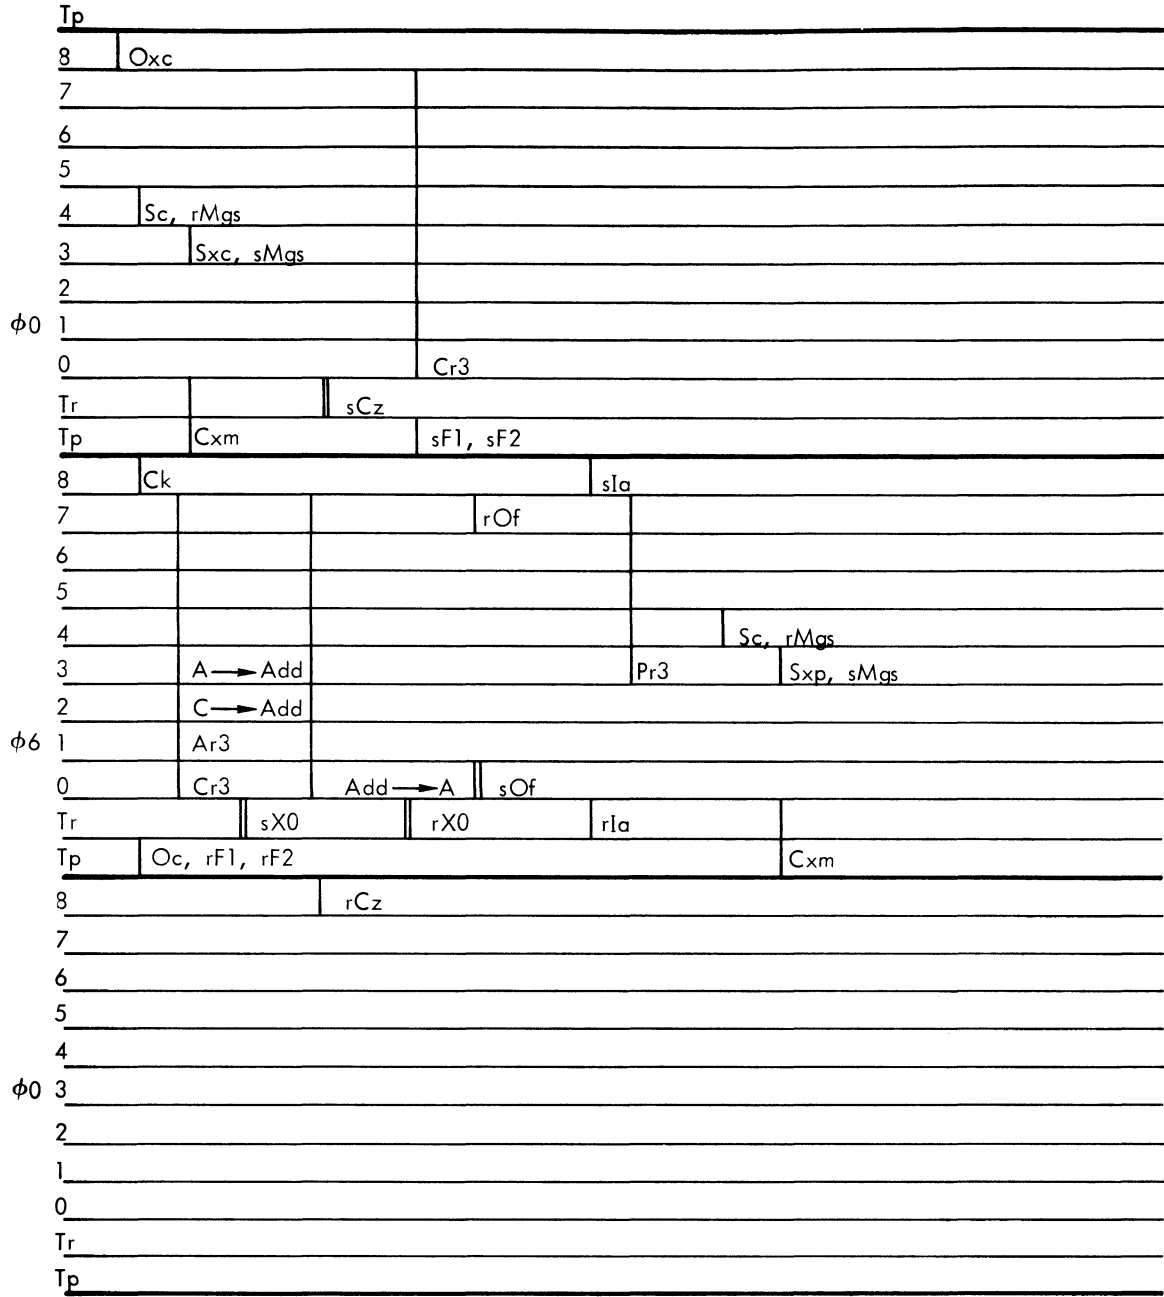 Tp
8 Oxc
7
6
5
4 Sc, rMgs
3 Sxc, sMgs
2
ϕ0 1
0 Cr3
Tr sCz
Tp Cxm sF1, sF2
8 Ck sIa
7 rOf
6
5
4 Sc, rMgs
3 A → Add Pr3 Sxp, sMgs
2 C → Add
ϕ6 1 Ar3
0 Cr3 Add → A sOf
Tr sX0 rX0 rIa
Tp Oc, rF1, rF2 Cxm
8 rCz
7
6
5
4
ϕ0 3
2
1
0
Tr
Tp